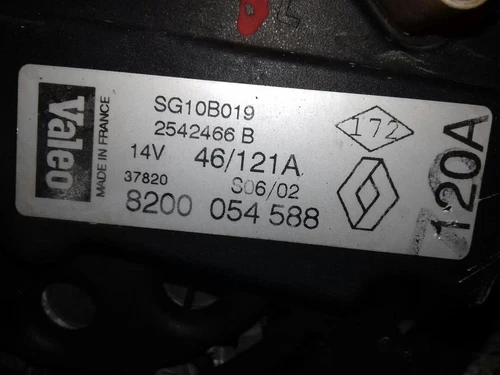 Valeo
MADE IN FRANCE
SG10B019
2542466 B
14V 46/121A
37820 S06/02
8200 054 588
172
120A